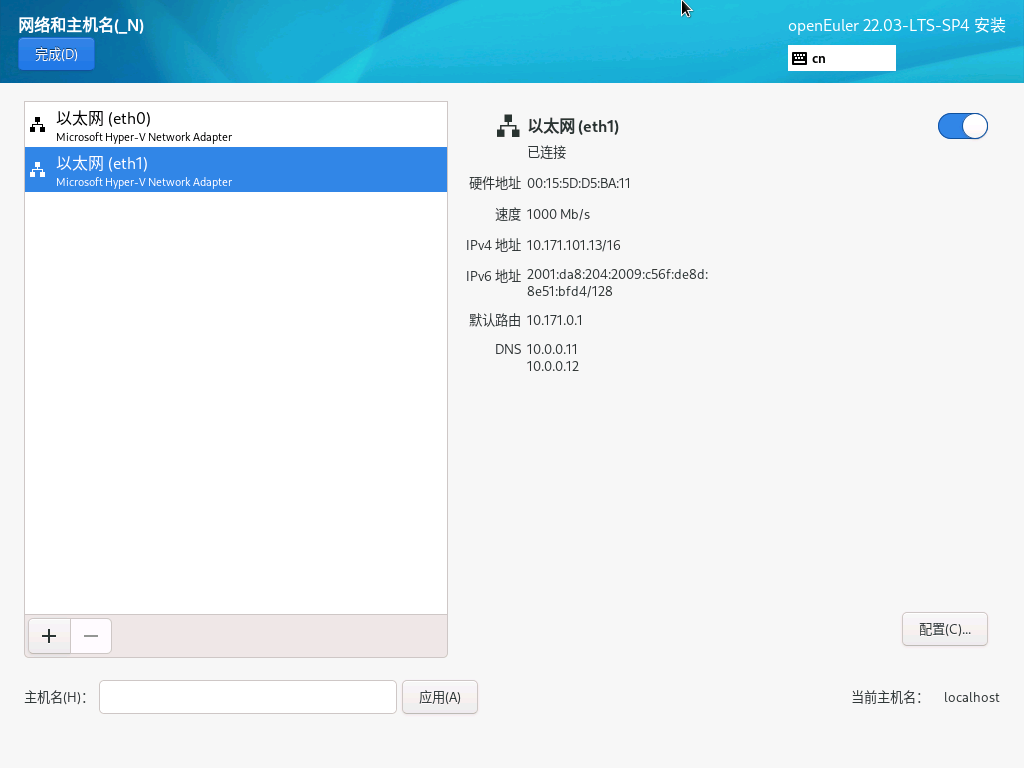 网络和主机名(_N)
完成(D)
openEuler 22.03-LTS-SP4 安装
cn
以太网 (eth0)
Microsoft Hyper-V Network Adapter
以太网 (eth1)
Microsoft Hyper-V Network Adapter
以太网 (eth1)
已连接
硬件地址 00:15:5D:D5:BA:11
速度 1000 Mb/s
IPv4 地址 10.171.101.13/16
IPv6 地址 2001:da8:204:2009:c56f:de8d:
8e51:bfd4/128
默认路由 10.171.0.1
DNS 10.0.0.11
10.0.0.12
配置(C)...
主机名(H)：
应用(A)
当前主机名： localhost